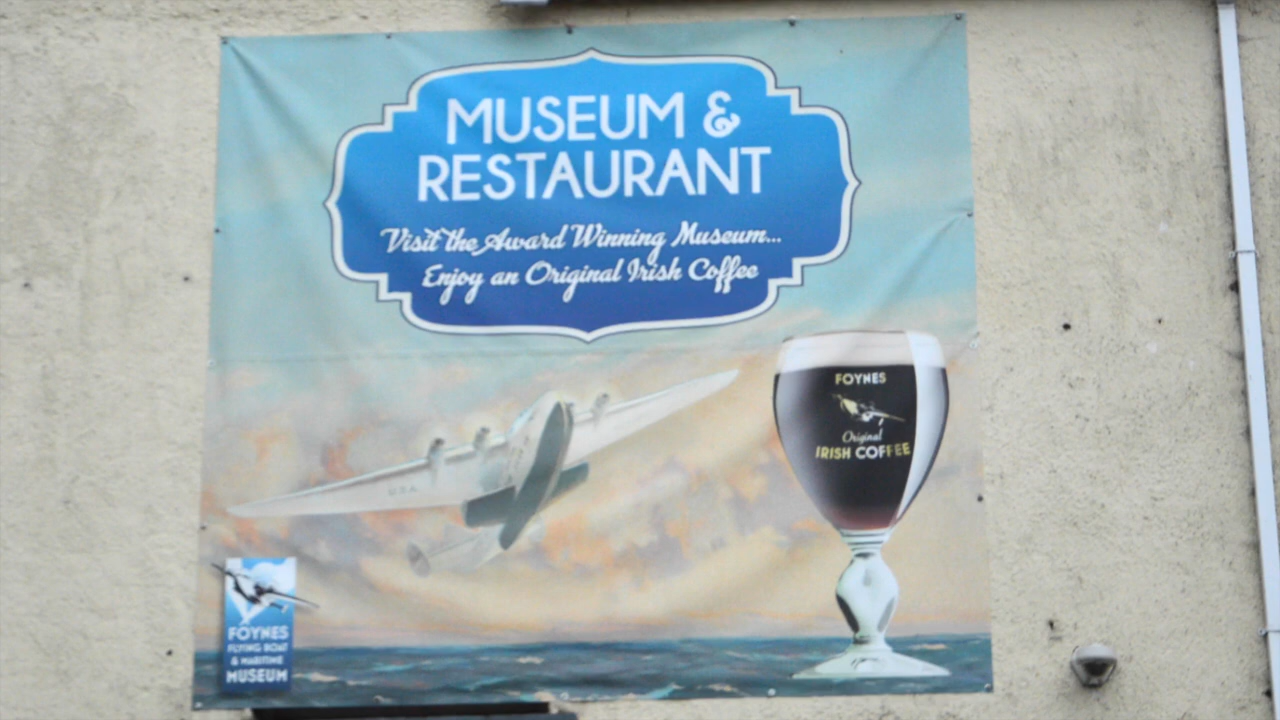 MUSEUM &
RESTAURANT
Visit the Award Winning Museum...
Enjoy an Original Irish Coffee
FOYNES
Original
IRISH COFFEE
U.S.A.
FOYNES
FLYING BOAT
& MARITIME
MUSEUM